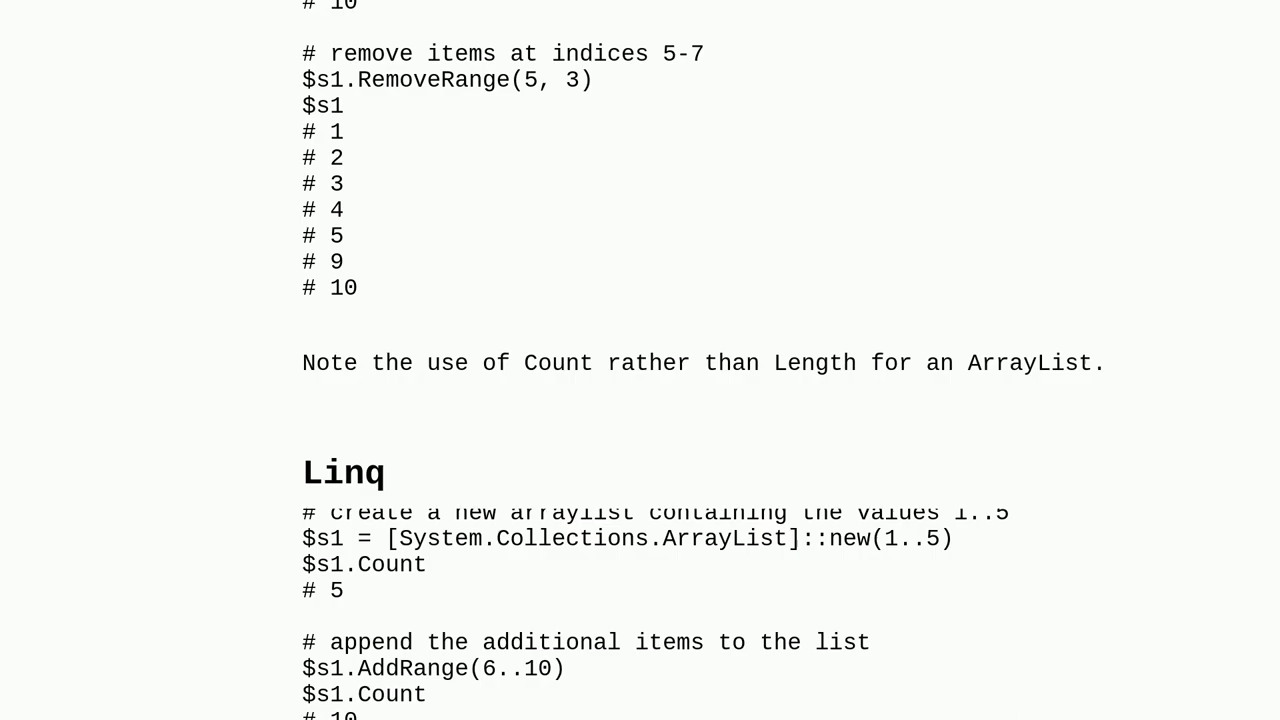 # 10
# remove items at indices 5-7
$s1.RemoveRange(5, 3)
$s1
# 1
# 2
# 3
# 4
# 5
# 9
# 10
Note the use of Count rather than Length for an ArrayList.
Linq
# create a new arraylist containing the values 1..5
$s1 = [System.Collections.ArrayList]::new(1..5)
$s1.Count
# 5
# append the additional items to the list
$s1.AddRange(6..10)
$s1.Count
# 10